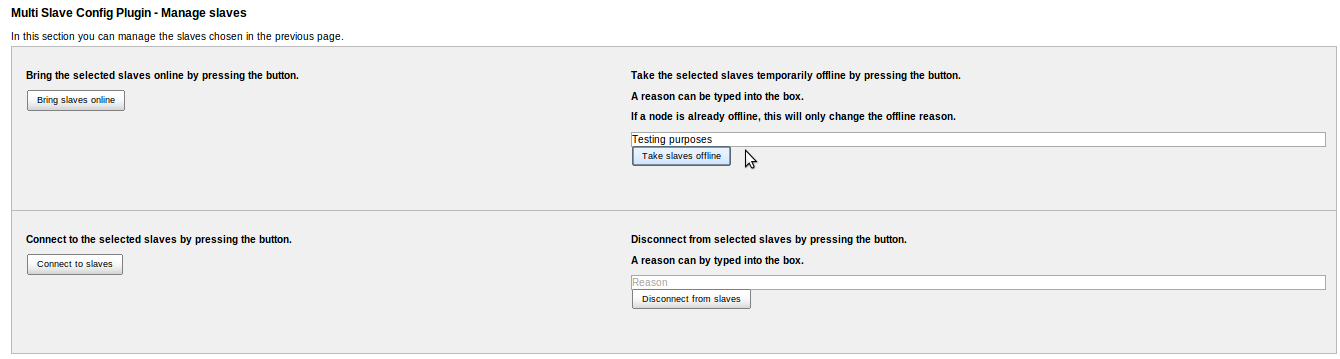 Multi Slave Config Plugin - Manage slaves
In this section you can manage the slaves chosen in the previous page.
Bring the selected slaves online by pressing the button.
Bring slaves online
Take the selected slaves temporarily offline by pressing the button.
A reason can be typed into the box.
If a node is already offline, this will only change the offline reason.
Testing purposes
Take slaves offline
Connect to the selected slaves by pressing the button.
Connect to slaves
Disconnect from selected slaves by pressing the button.
A reason can by typed into the box.
Reason
Disconnect from slaves